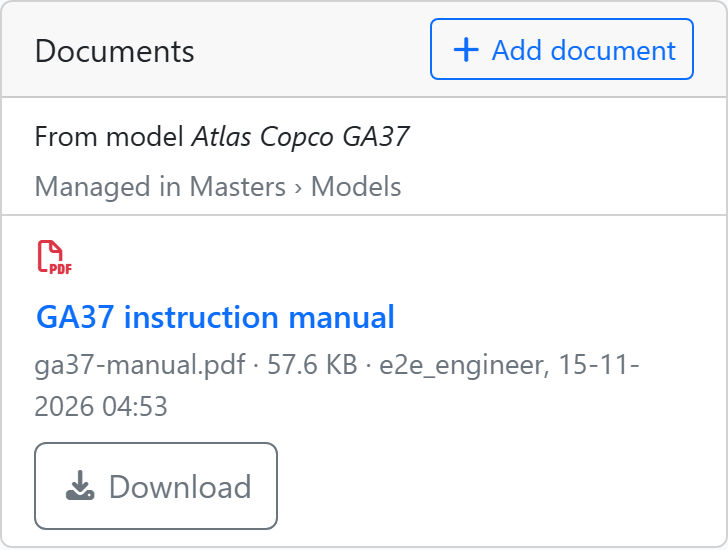 Documents
Add document
From model Atlas Copco GA37
Managed in Masters › Models
PDF
GA37 instruction manual
ga37-manual.pdf · 57.6 KB · e2e_engineer, 15-11-
2026 04:53
Download